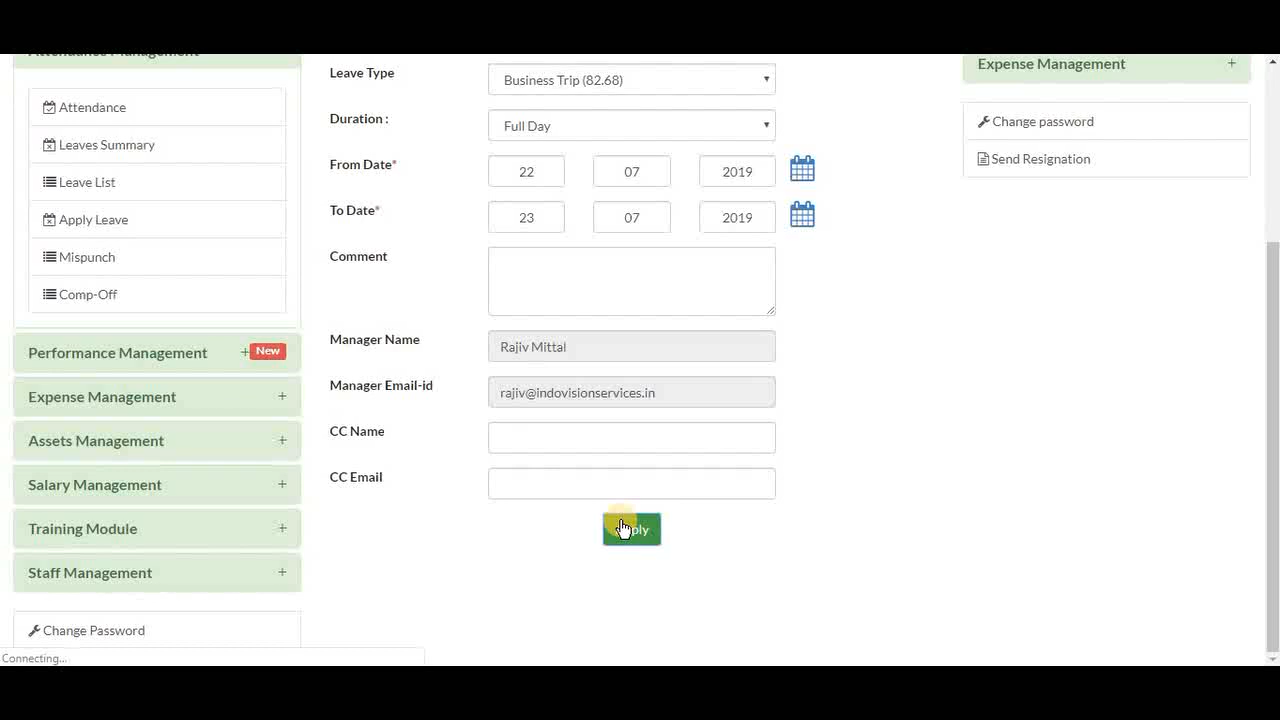 Attendance Management
Attendance
Leaves Summary
Leave List
Apply Leave
Mispunch
Comp-Off
Performance Management + New
Expense Management +
Assets Management +
Salary Management +
Training Module +
Staff Management +
Change Password
Connecting...
Leave Type Business Trip (82.68)
Duration : Full Day
From Date* 22 07 2019
To Date* 23 07 2019
Comment
Manager Name Rajiv Mittal
Manager Email-id rajiv@indovisionservices.in
CC Name
CC Email
Apply
Expense Management +
Change password
Send Resignation